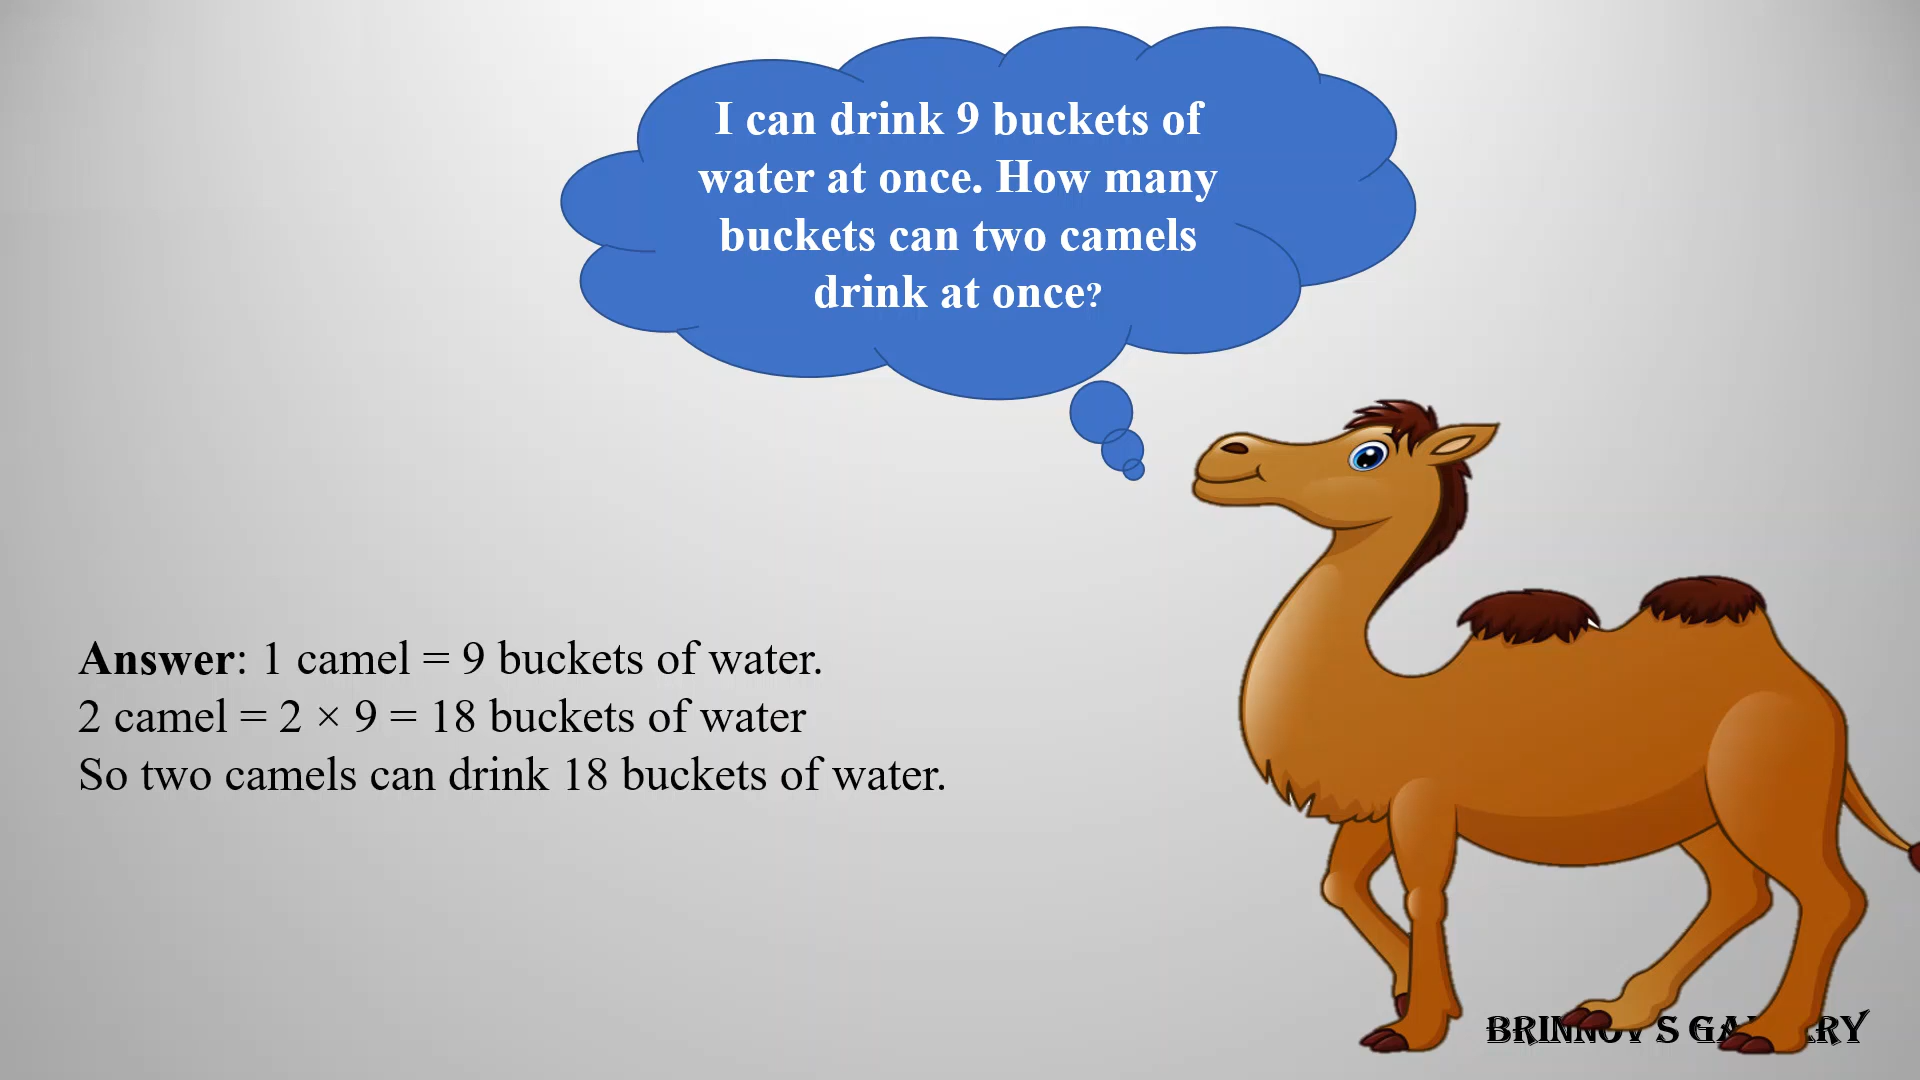 I can drink 9 buckets of
water at once. How many
buckets can two camels
drink at once?
Answer: 1 camel = 9 buckets of water.
2 camel = 2 × 9 = 18 buckets of water
So two camels can drink 18 buckets of water.